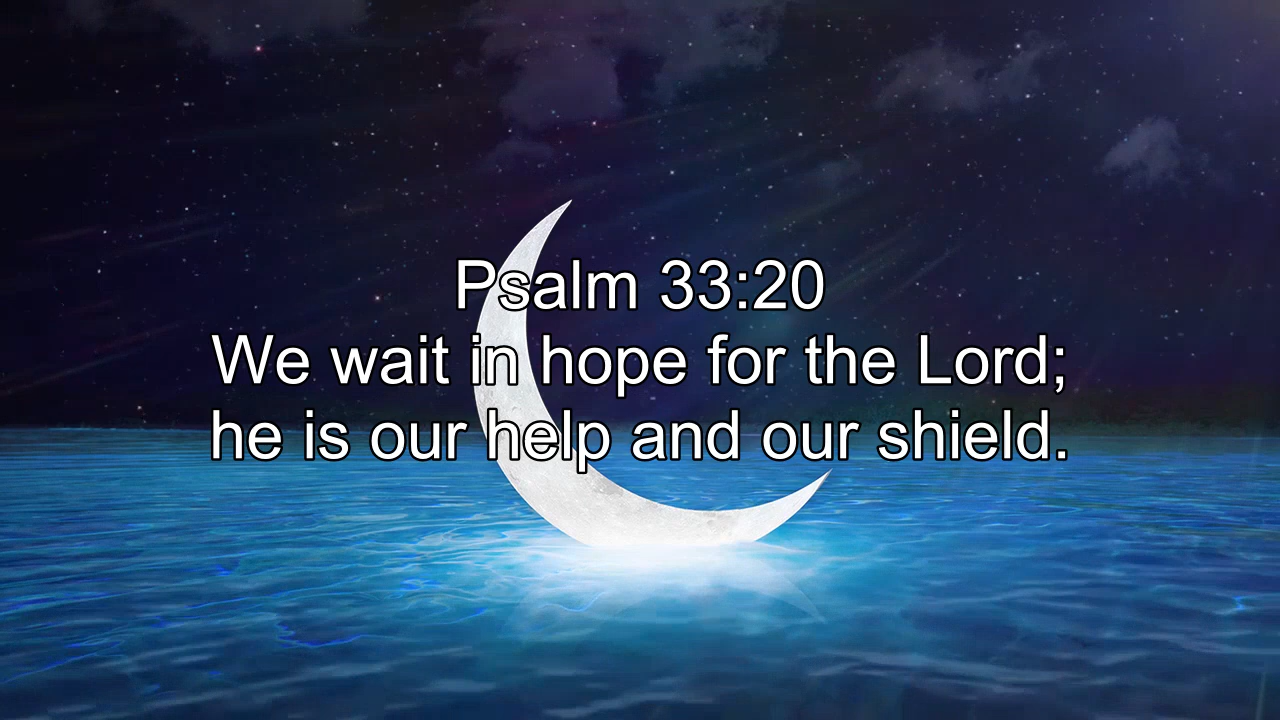 Psalm 33:20
We wait in hope for the Lord;
he is our help and our shield.